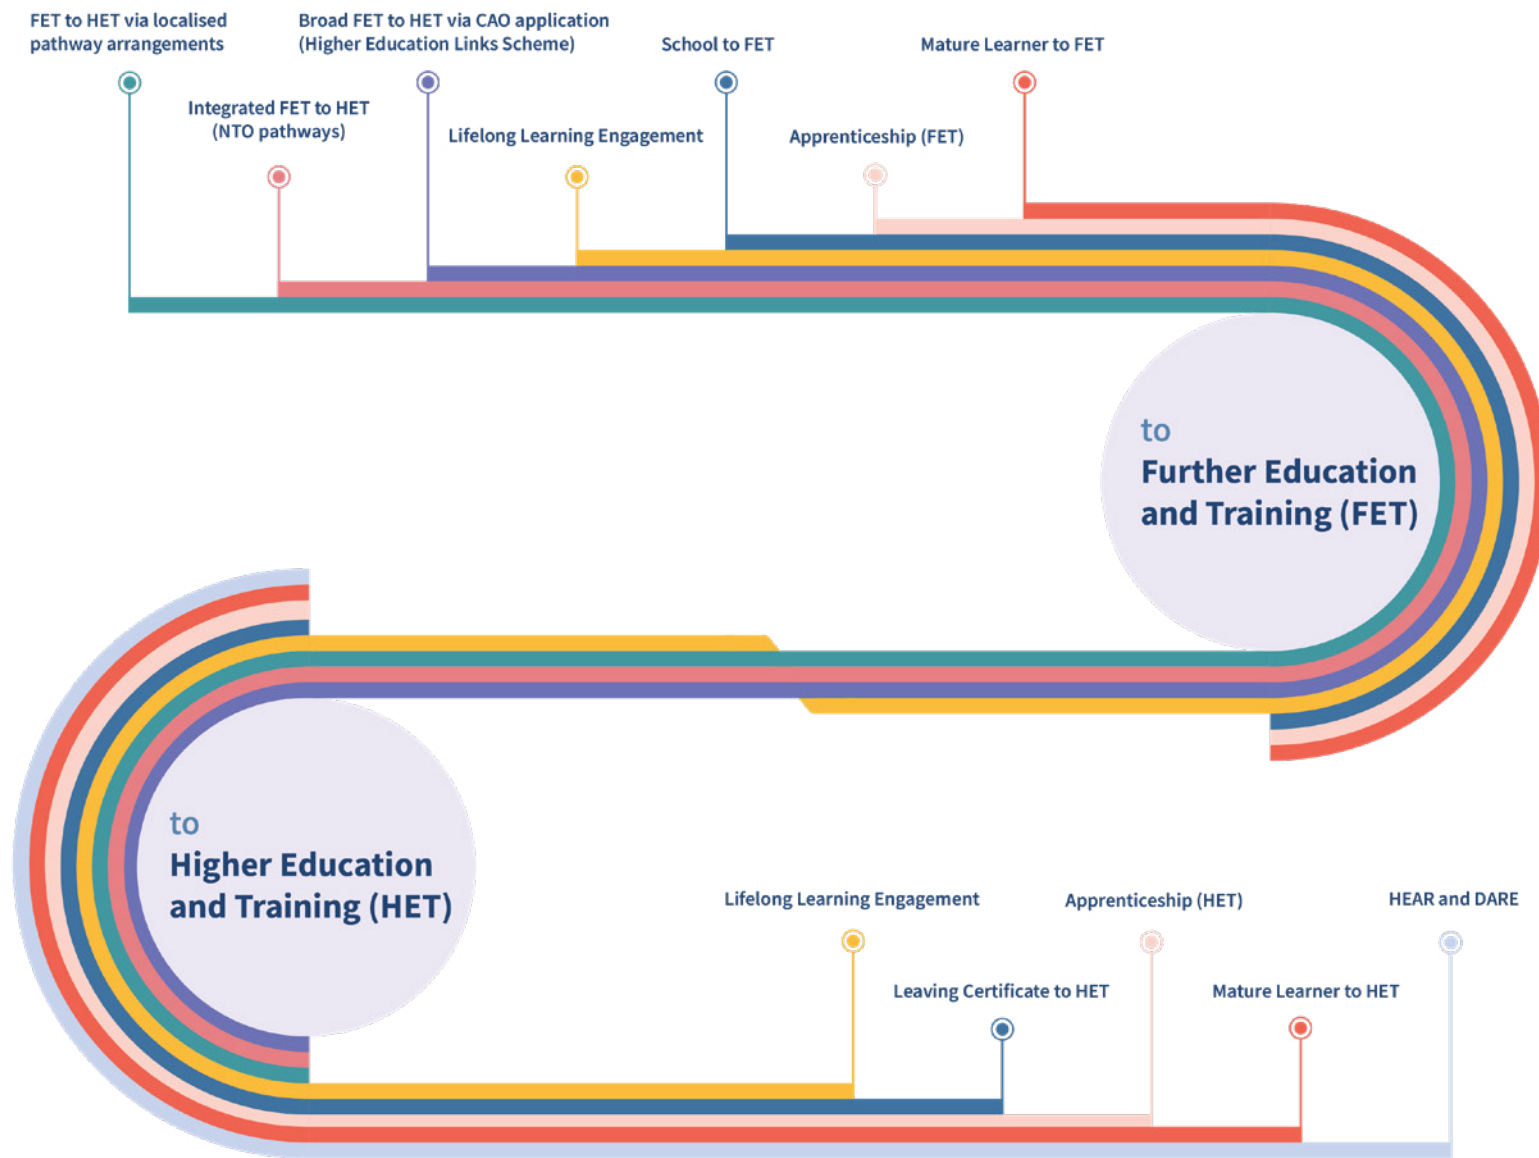 FET to HET via localised
pathway arrangements
Broad FET to HET via CAO application
(Higher Education Links Scheme)
School to FET
Mature Learner to FET
Integrated FET to HET
(NTO pathways)
Lifelong Learning Engagement
Apprenticeship (FET)
to
Further Education
and Training (FET)
to
Higher Education
and Training (HET)
Lifelong Learning Engagement
Apprenticeship (HET)
HEAR and DARE
Leaving Certificate to HET
Mature Learner to HET